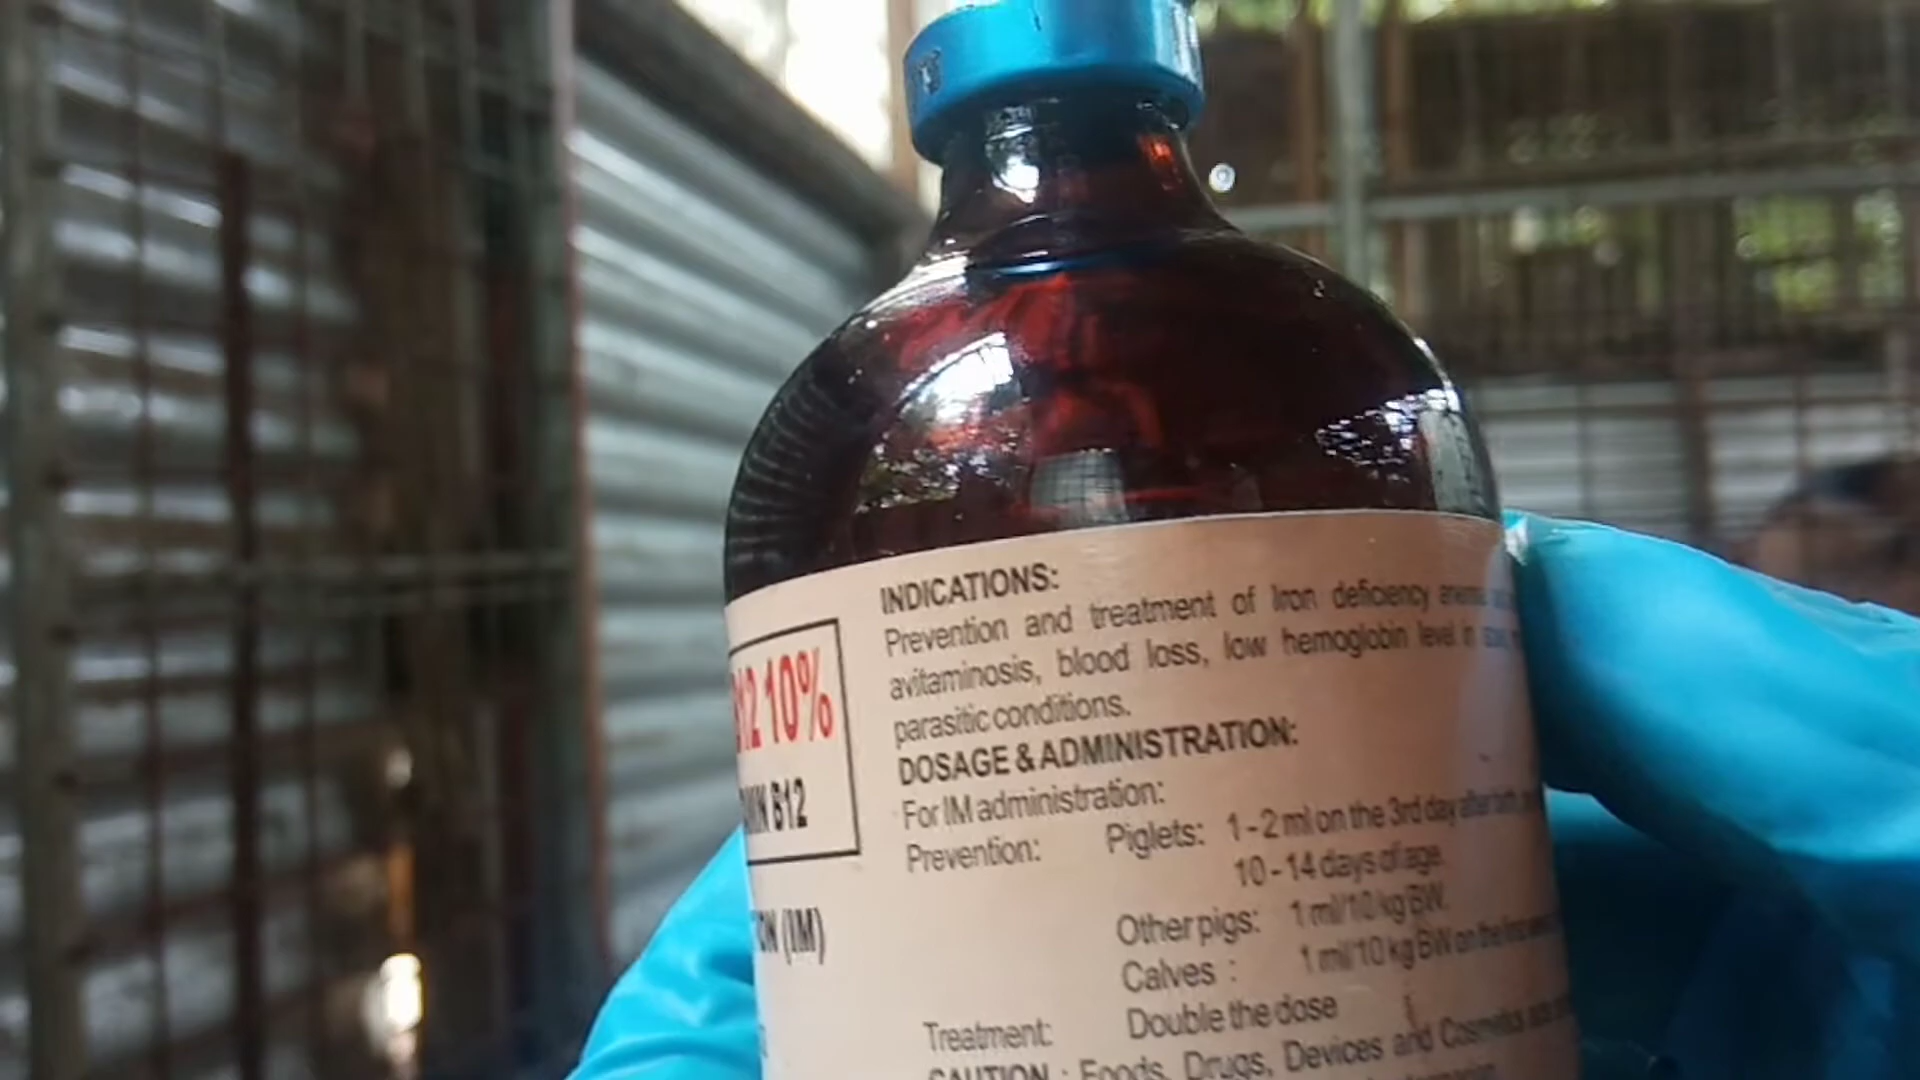 B12 10%
B12
(IM)
INDICATIONS:
Prevention and treatment of Iron deficiency
avitaminosis, blood loss, low hemoglobin level in
parasitic conditions.
DOSAGE & ADMINISTRATION:
For IM administration:
Prevention: Piglets: 1 - 2 ml on the 3rd day after birth,
10 - 14 days of age.
Other pigs: 1 ml/10 kg BW.
Calves : 1 ml/10 kg BW on the
Treatment: Double the dose
CAUTION : Foods, Drugs, Devices and Cosmetics